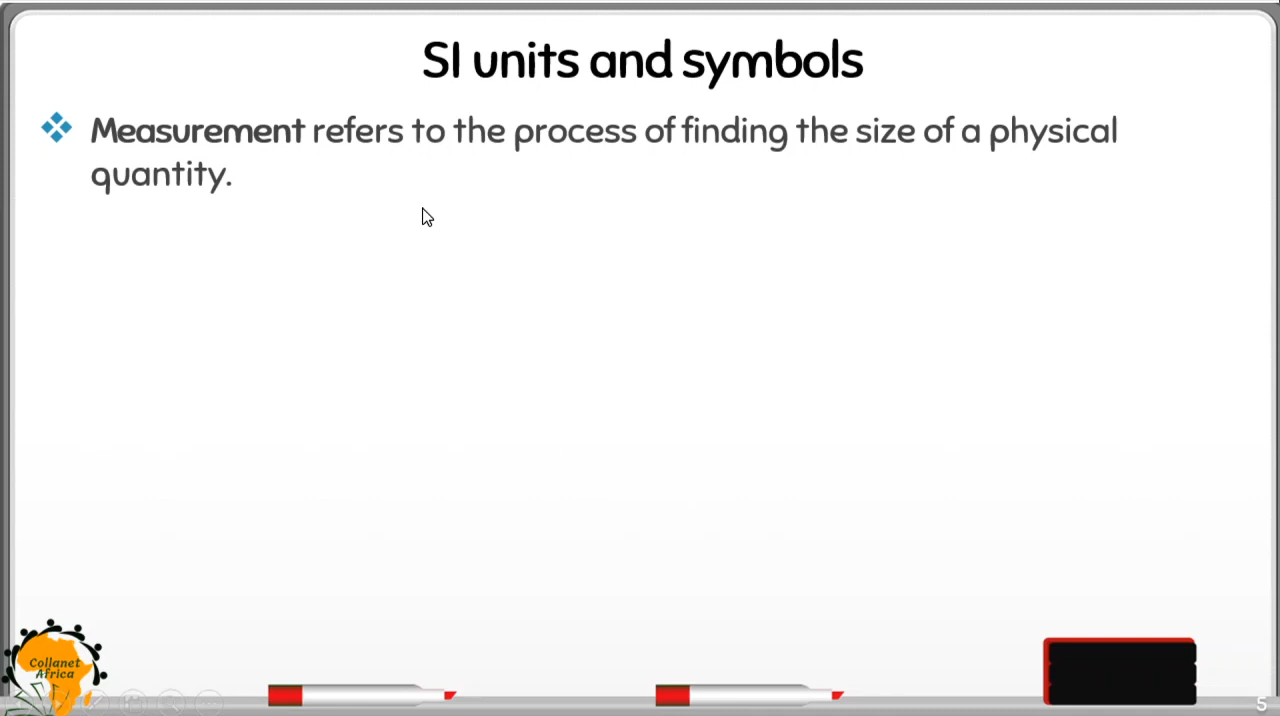 SI units and symbols
Measurement refers to the process of finding the size of a physical
quantity.
Collanet
Africa
5